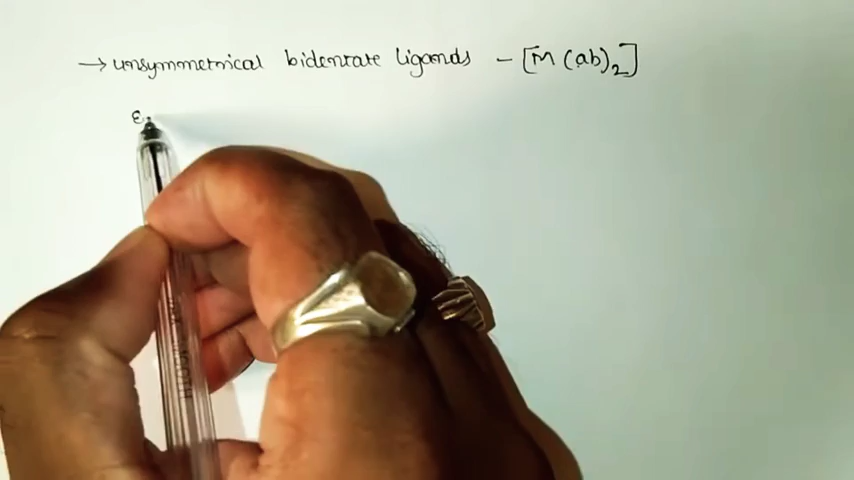 → unsymmetrical bidentate ligands - [M (ab)2]
E.